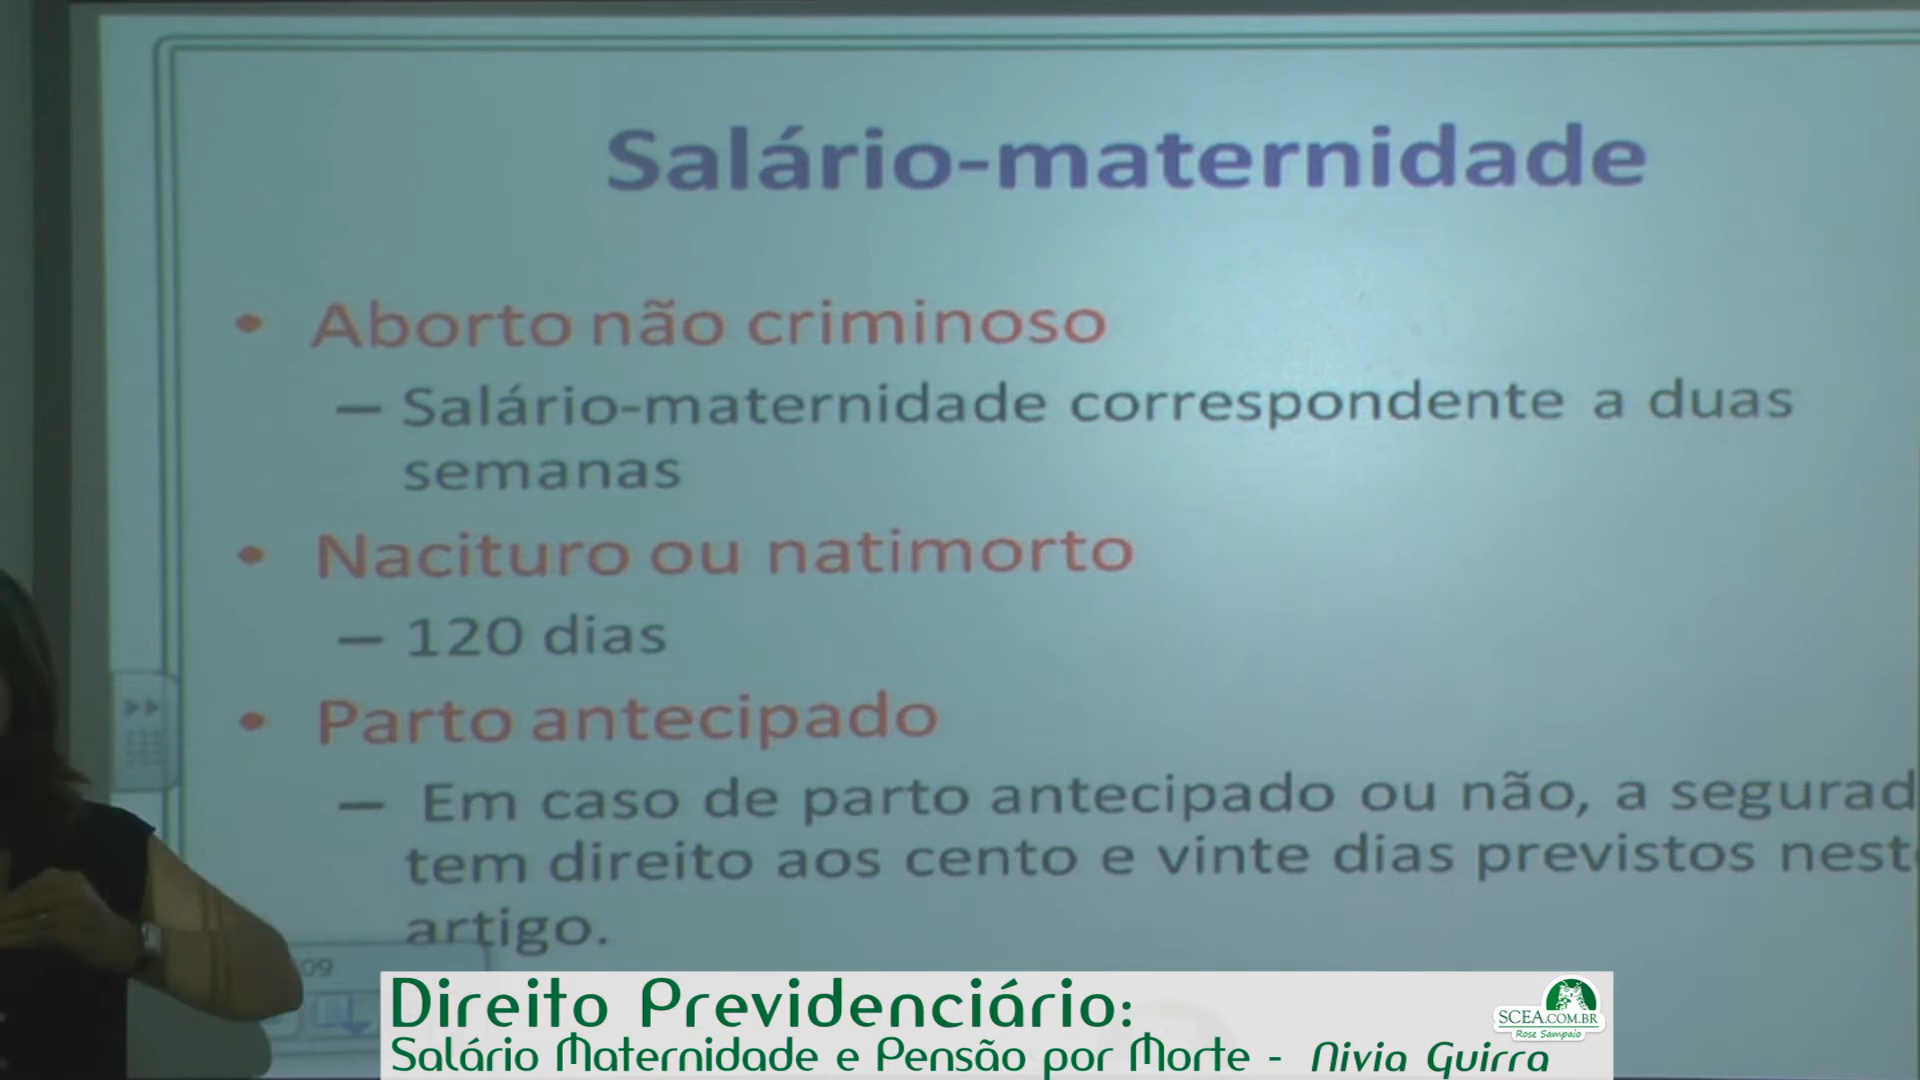 Salário-maternidade
• Aborto não criminoso
— Salário-maternidade correspondente a duas
semanas
• Nacituro ou natimorto
— 120 dias
• Parto antecipado
— Em caso de parto antecipado ou não, a segurad
tem direito aos cento e vinte dias previstos nest
artigo.
09
Direito Previdenciário:
Salário Maternidade e Pensão por Morte - Nivia Guirra
SCEA.COM.BR
Rose Sampaio